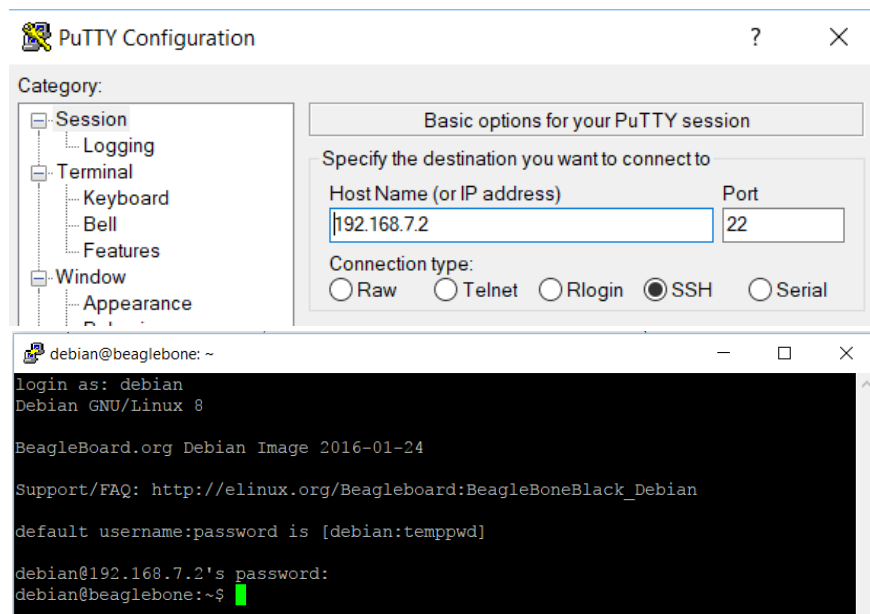 PuTTY Configuration
?
Category:
Session
Logging
Terminal
Keyboard
Bell
Features
Window
Appearance
Basic options for your PuTTY session
Specify the destination you want to connect to
Host Name (or IP address)
Port
192.168.7.2
22
Connection type:
Raw
Telnet
Rlogin
SSH
Serial
debian@beaglebone: ~
login as: debian
Debian GNU/Linux 8
BeagleBoard.org Debian Image 2016-01-24
Support/FAQ: http://elinux.org/Beagleboard:BeagleBoneBlack_Debian
default username:password is [debian:temppwd]
debian@192.168.7.2's password:
debian@beaglebone:~$